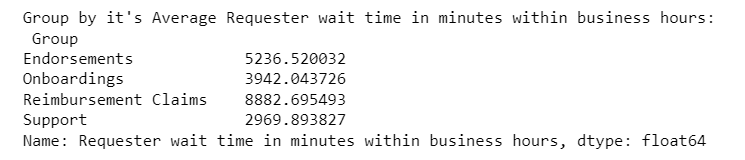 Group by it's Average Requester wait time in minutes within business hours:
Group
Endorsements 5236.520032
Onboardings 3942.043726
Reimbursement Claims 8882.695493
Support 2969.893827
Name: Requester wait time in minutes within business hours, dtype: float64